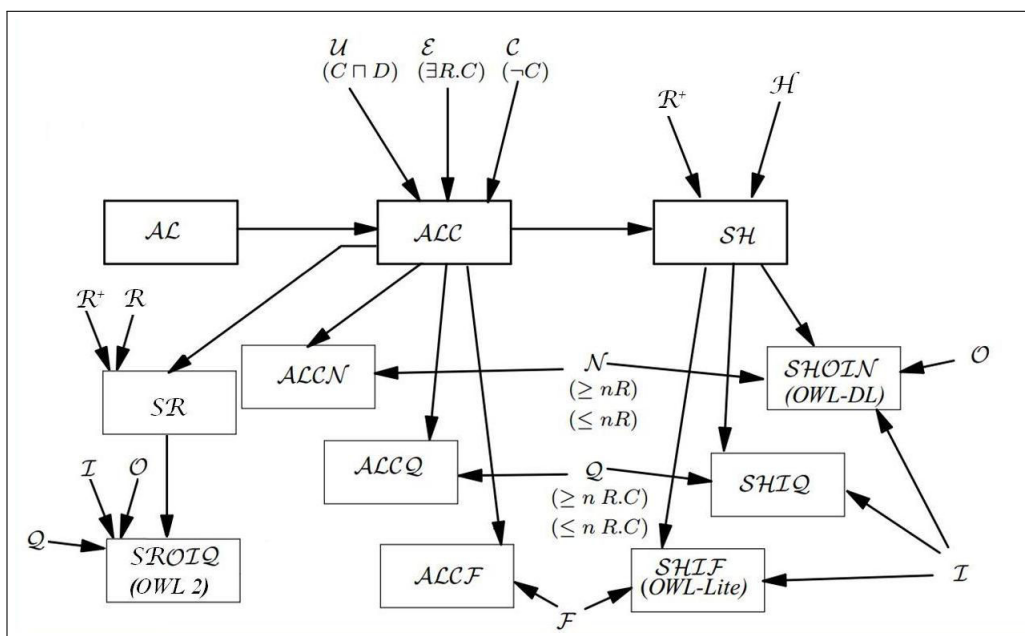 𝒰 ℰ 𝒞
(C ⊓ D) (∃R.C) (¬C)
ℛ⁺ ℋ
𝒜ℒ 𝒜ℒ𝒞 𝒮ℋ
ℛ⁺ ℛ
𝒜ℒ𝒞𝒩 𝒩 𝒮ℋ𝒪ℐ𝒩 𝒪
(≥ nR) (OWL-DL)
𝒮ℛ (≤ nR)
ℐ 𝒪 𝒜ℒ𝒞𝒬 𝒬 𝒮ℋℐ𝒬
(≥ n R.C)
(≤ n R.C)
𝒬 𝒮ℛ𝒪ℐ𝒬 𝒜ℒ𝒞ℱ 𝒮ℋℐℱ ℐ
(OWL 2) (OWL-Lite)
ℱ